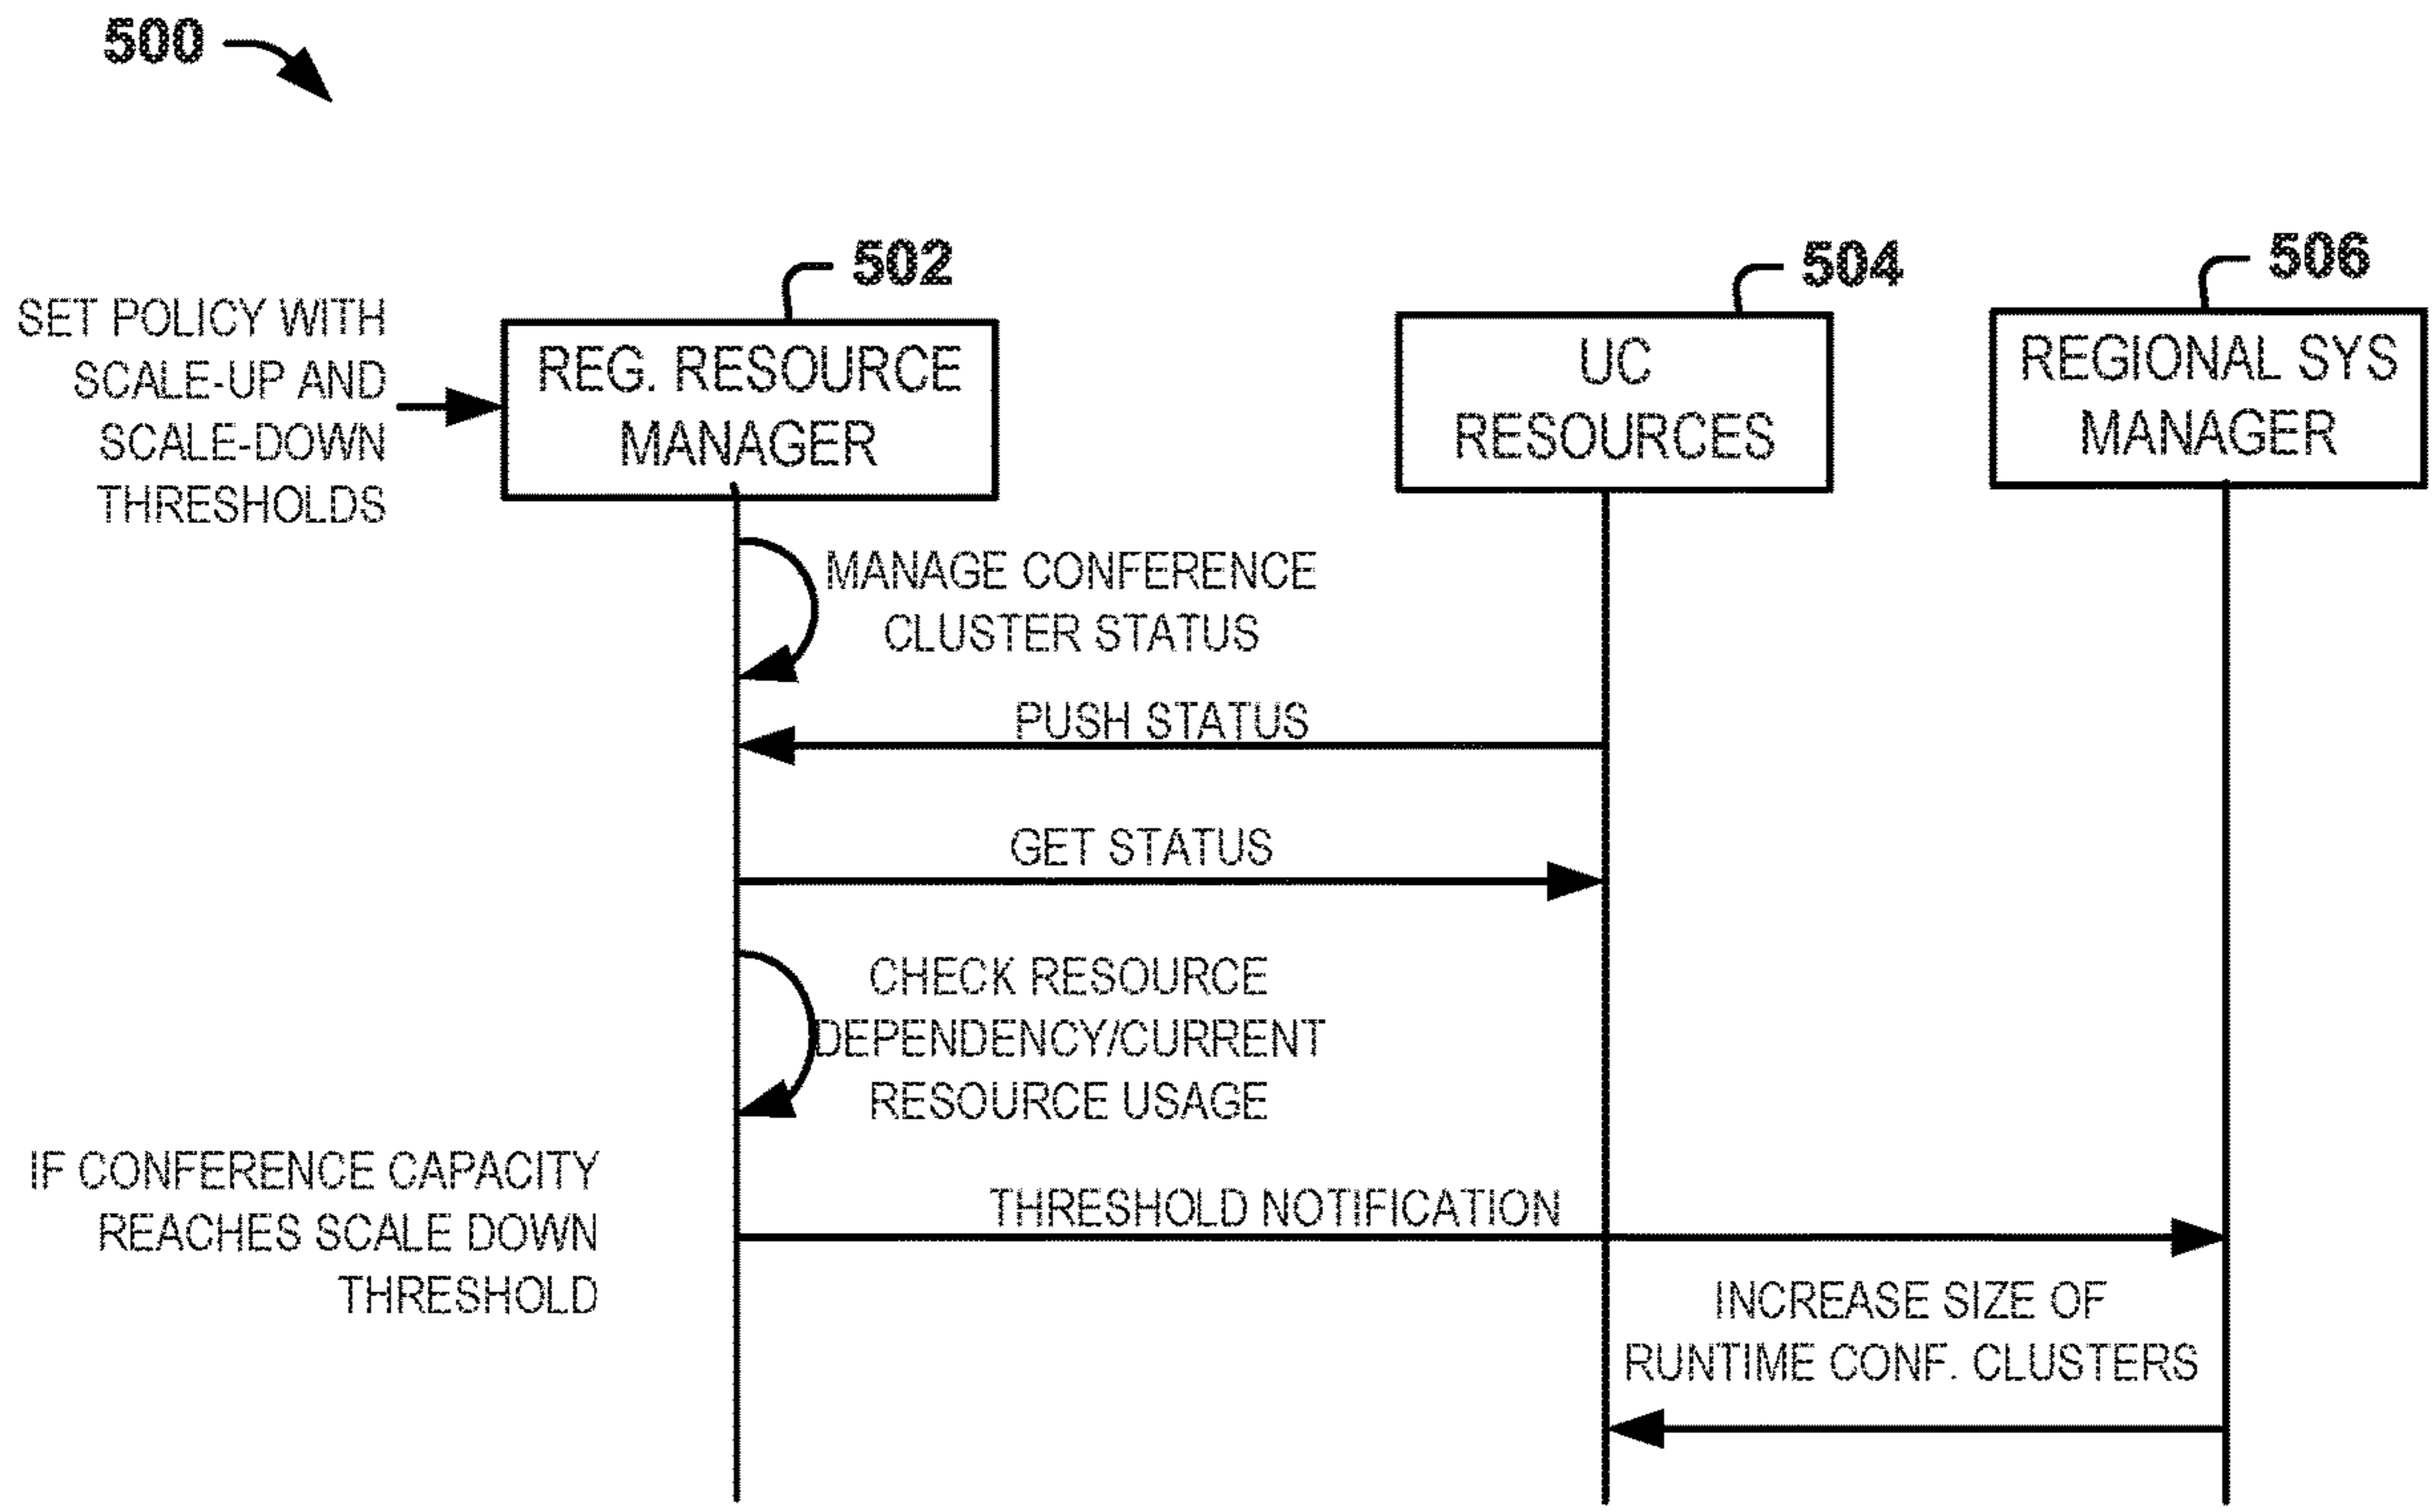 500
502
504
506
SET POLICY WITH
SCALE-UP AND
SCALE-DOWN
THRESHOLDS
REG. RESOURCE
MANAGER
UC
RESOURCES
REGIONAL SYS
MANAGER
MANAGE CONFERENCE
CLUSTER STATUS
PUSH STATUS
GET STATUS
CHECK RESOURCE
DEPENDENCY/CURRENT
RESOURCE USAGE
IF CONFERENCE CAPACITY
REACHES SCALE DOWN
THRESHOLD
THRESHOLD NOTIFICATION
INCREASE SIZE OF
RUNTIME CONF. CLUSTERS